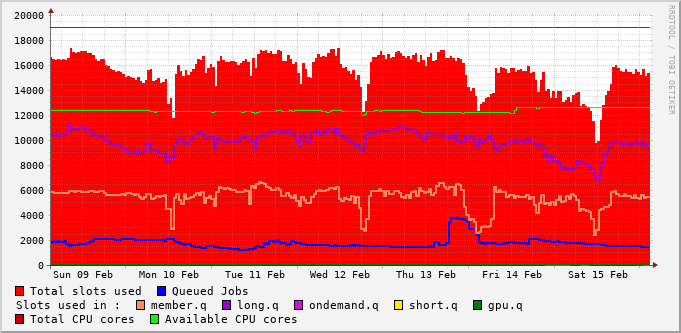 20000
18000
16000
14000
12000
10000
8000
6000
4000
2000
0
Sun 09 Feb Mon 10 Feb Tue 11 Feb Wed 12 Feb Thu 13 Feb Fri 14 Feb Sat 15 Feb
Total slots used Queued Jobs
Slots used in : member.q long.q ondemand.q short.q gpu.q
Total CPU cores Available CPU cores
RRDTOOL / TOBI OETIKER